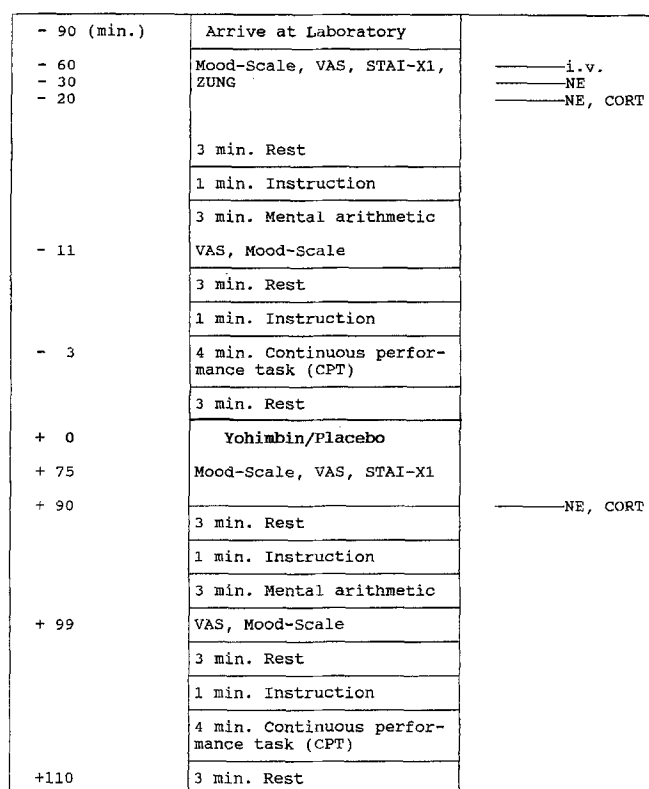 - 90 (min.) Arrive at Laboratory
- 60 Mood-Scale, VAS, STAI-X1, i.v.
- 30 ZUNG NE
- 20 NE, CORT
3 min. Rest
1 min. Instruction
3 min. Mental arithmetic
- 11 VAS, Mood-Scale
3 min. Rest
1 min. Instruction
- 3 4 min. Continuous perfor-
mance task (CPT)
3 min. Rest
+ 0 Yohimbin/Placebo
+ 75 Mood-Scale, VAS, STAI-X1
+ 90 NE, CORT
3 min. Rest
1 min. Instruction
3 min. Mental arithmetic
+ 99 VAS, Mood-Scale
3 min. Rest
1 min. Instruction
4 min. Continuous perfor-
mance task (CPT)
+110 3 min. Rest